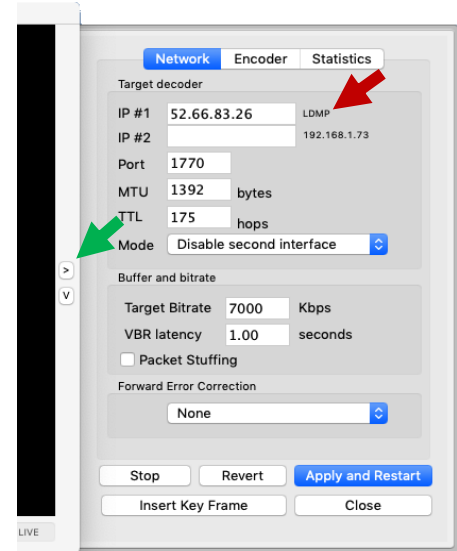 Network Encoder Statistics
Target decoder
IP #1 52.66.83.26 LDMP
IP #2 192.168.1.73
Port 1770
MTU 1392 bytes
TTL 175 hops
Mode Disable second interface
>
V
Buffer and bitrate
Target Bitrate 7000 Kbps
VBR latency 1.00 seconds
Packet Stuffing
Forward Error Correction
None
Stop Revert Apply and Restart
Insert Key Frame Close
LIVE